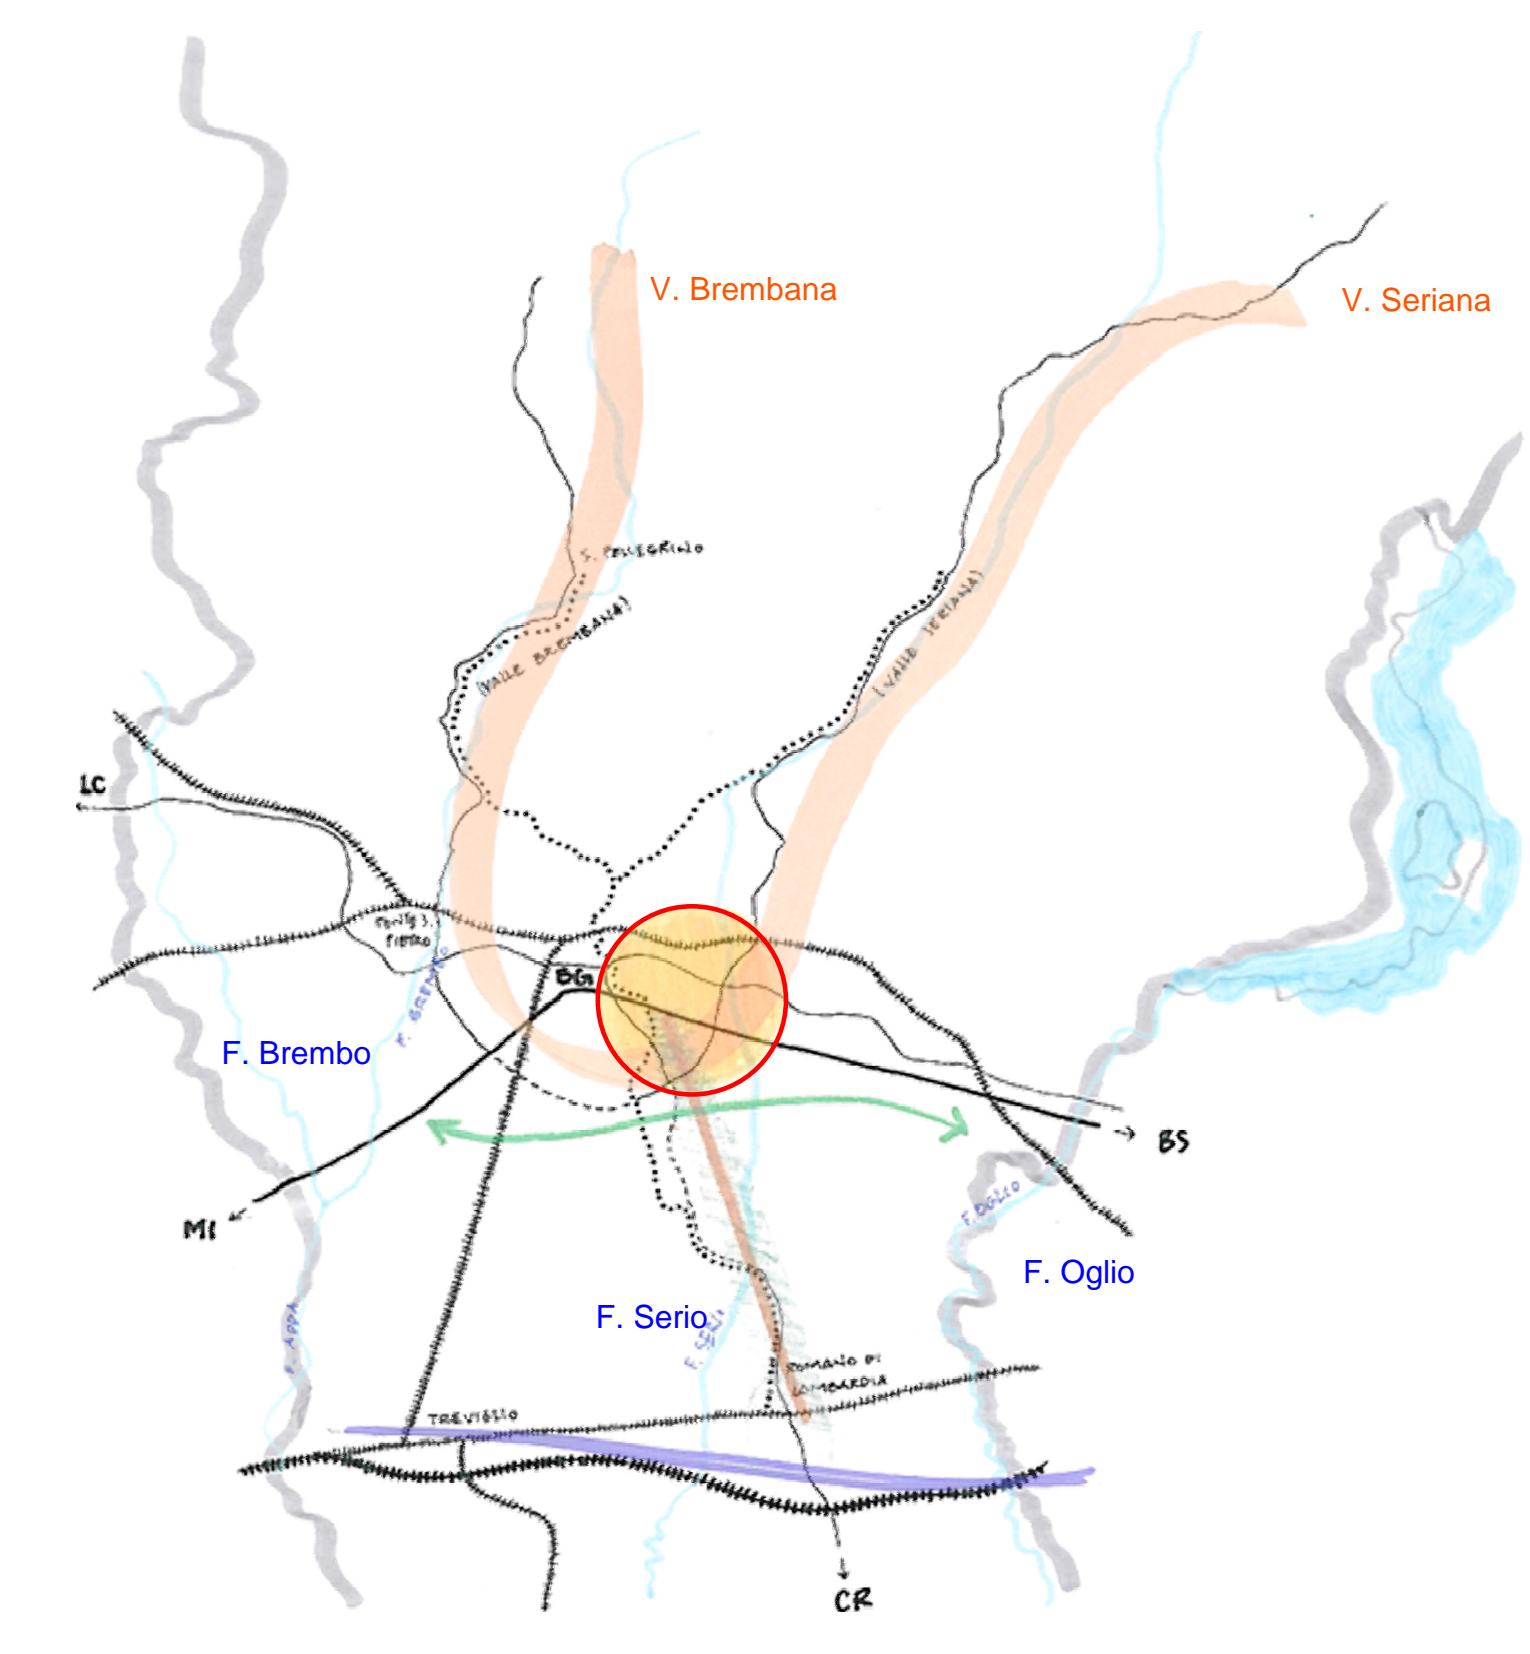 V. Brembana
V. Seriana
S. PELLEGRINO
(VALLE BREMBANA)
(VALLE SERIANA)
LC
PONTE S.
PIETRO
BG
F. BREMBO
F. Brembo
BS
MI
F. OGLIO
F. Oglio
F. Serio
F. SERIO
F. ADDA
ROMANO DI
LOMBARDIA
TREVIGLIO
CR